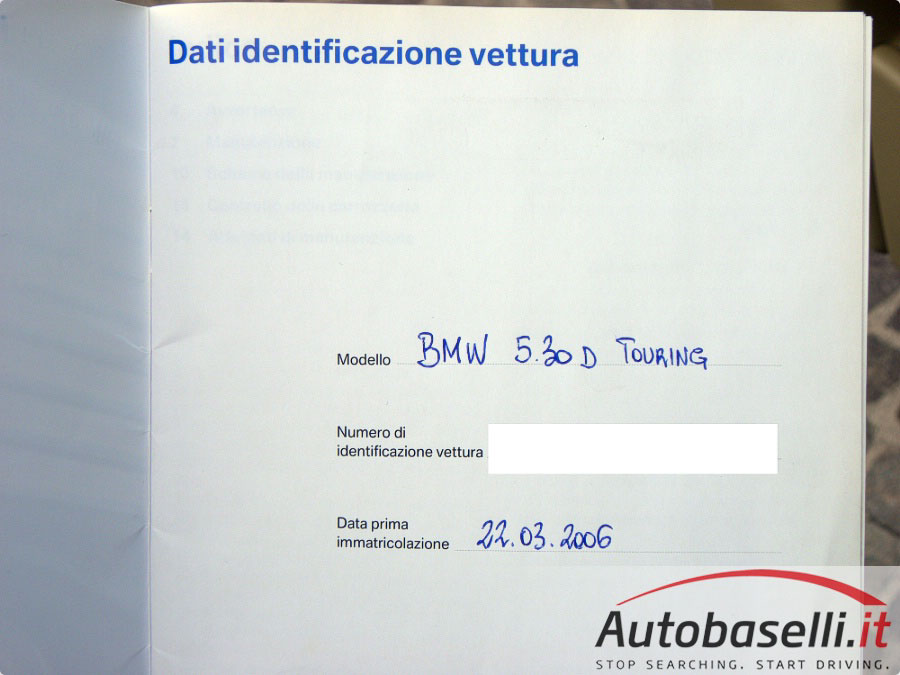 Dati identificazione vettura
Modello BMW 5.30 D TOURING
Numero di
identificazione vettura
Data prima
immatricolazione 22.03.2006
Autobaselli.it
STOP SEARCHING. START DRIVING.